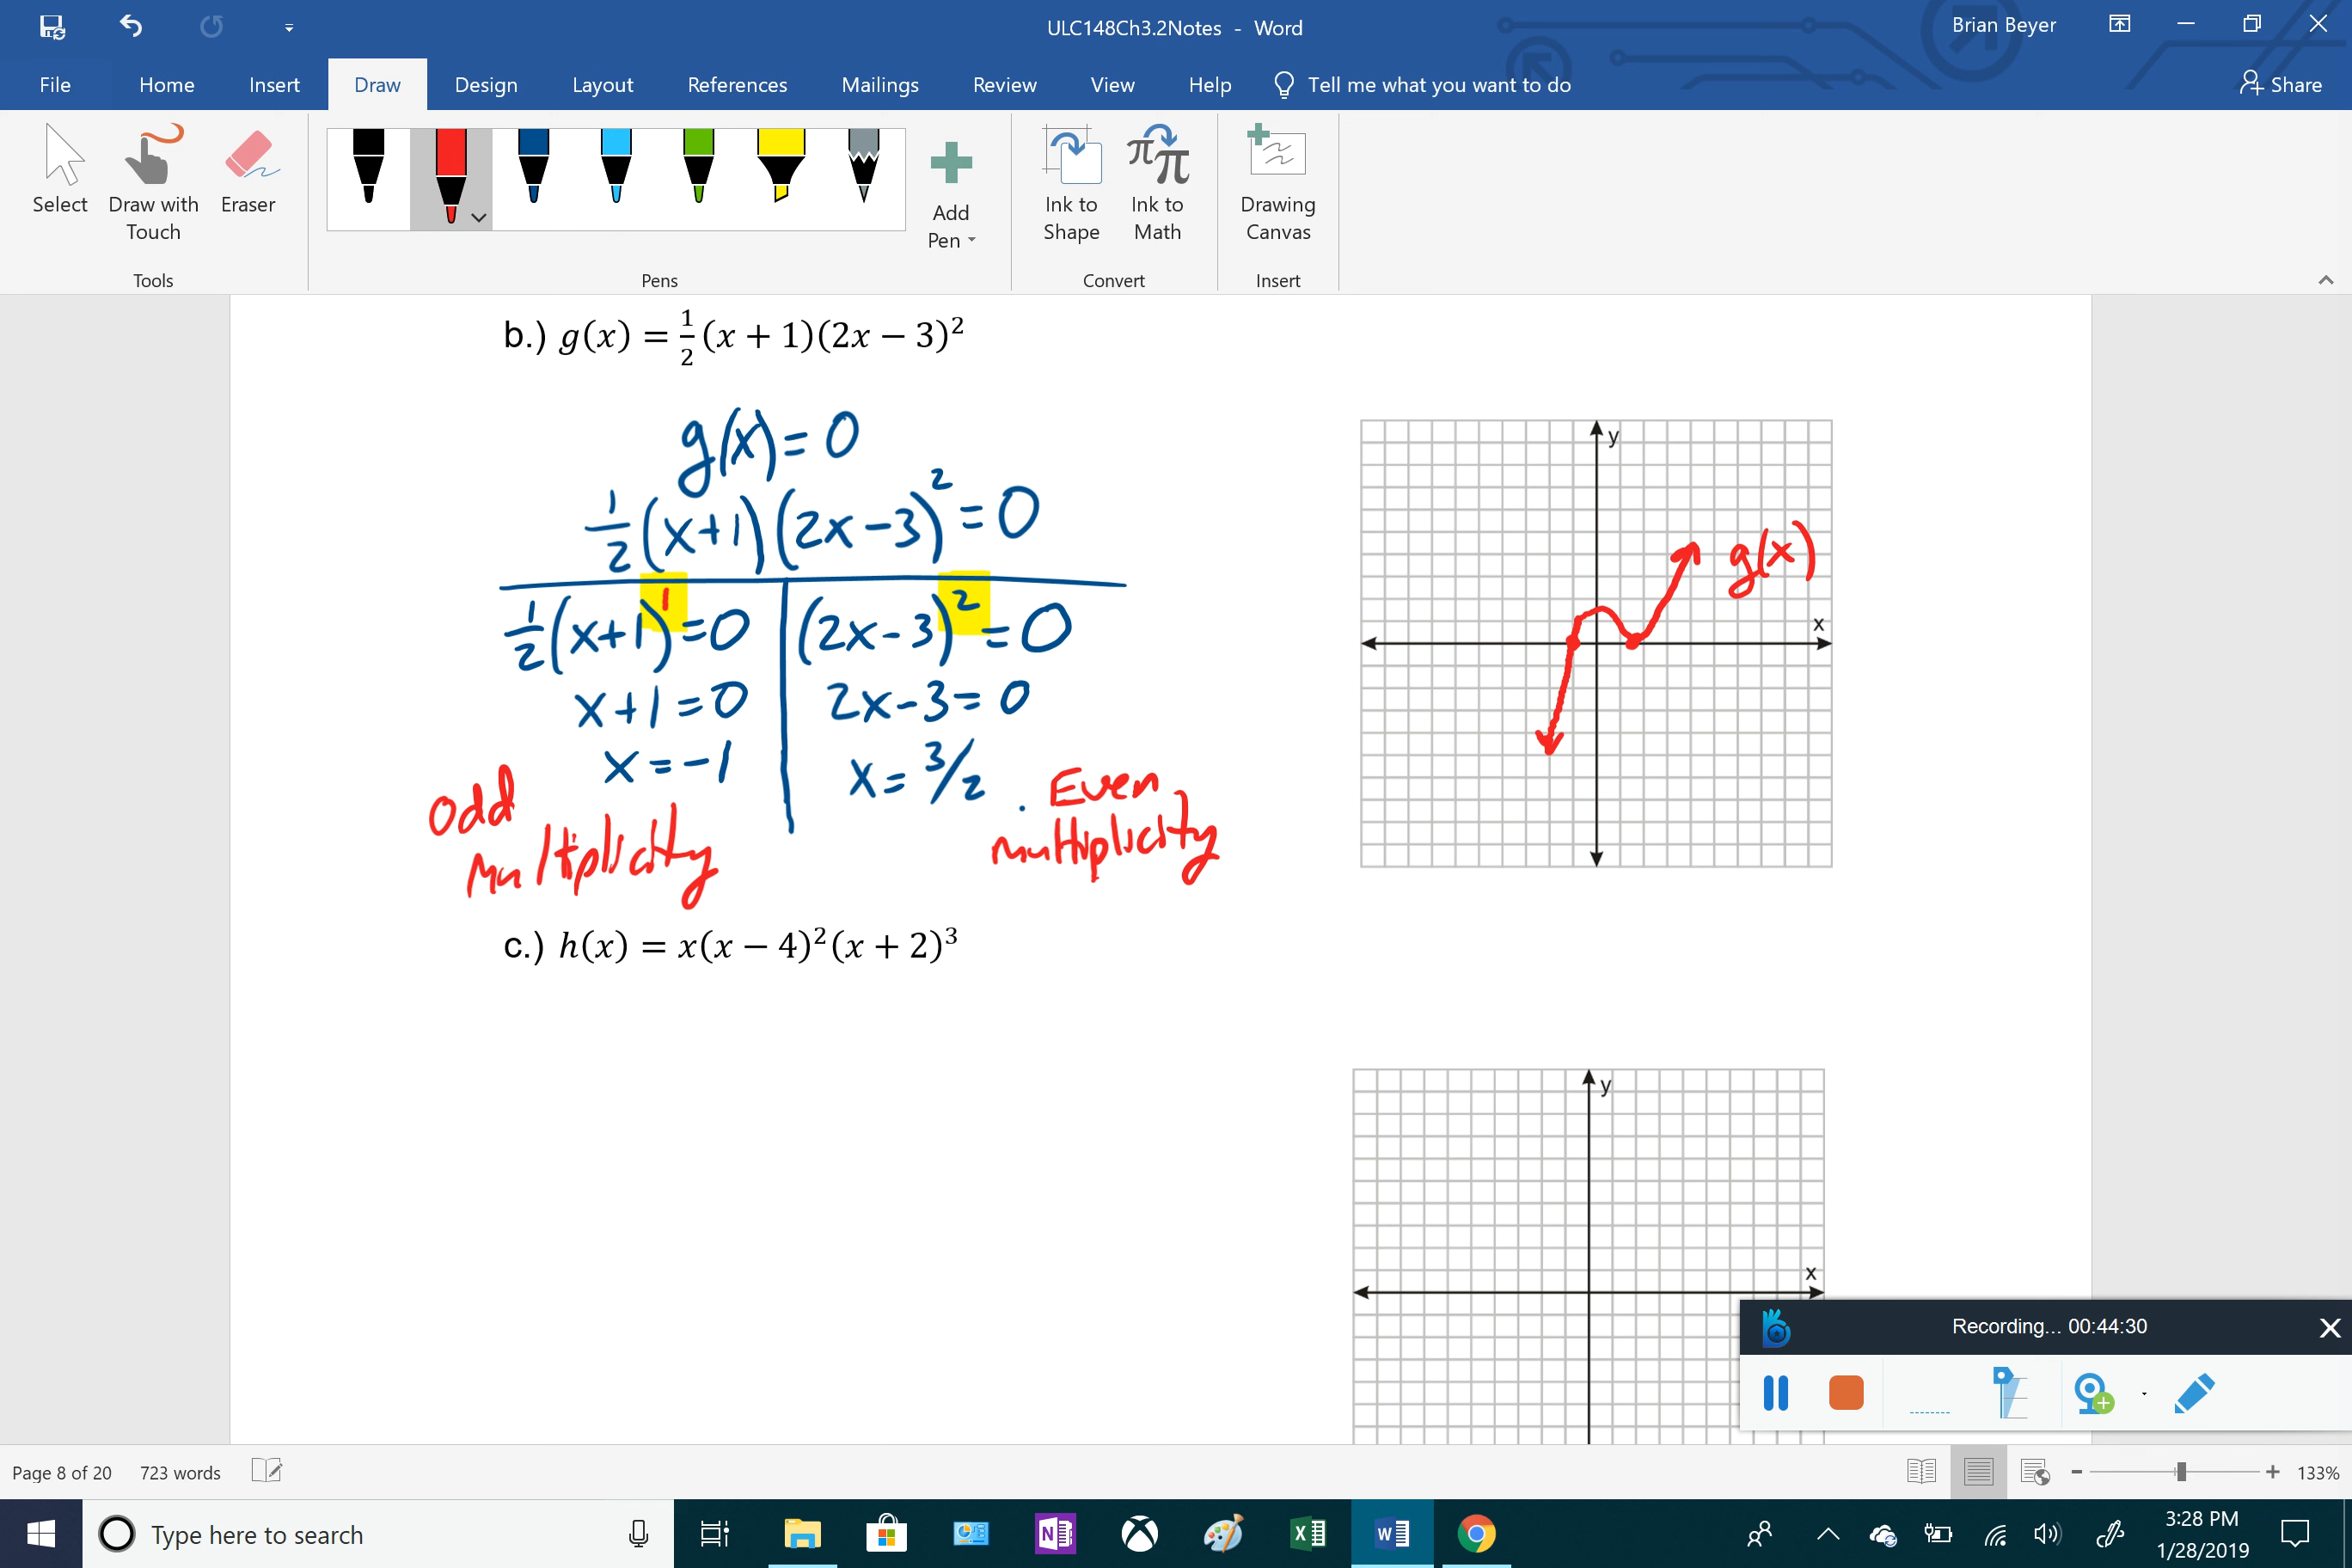 ULC148Ch3.2Notes - Word
Brian Beyer
File Home Insert Draw Design Layout References Mailings Review View Help Tell me what you want to do Share
Select Draw with Touch Eraser
Add Pen
Ink to Shape Ink to Math
Drawing Canvas
Tools Pens Convert Insert
b.) g(x) = 1/2 (x + 1)(2x − 3)²
g(x) = 0
1/2 (x+1)(2x−3)² = 0
1/2 (x+1)¹ = 0 (2x−3)² = 0
x+1 = 0 2x−3 = 0
x = −1 x = 3/2
Odd Multiplicity
Even multiplicity
y
g(x)
x
c.) h(x) = x(x − 4)²(x + 2)³
y
x
Recording... 00:44:30
Page 8 of 20 723 words 133%
Type here to search
3:28 PM
1/28/2019